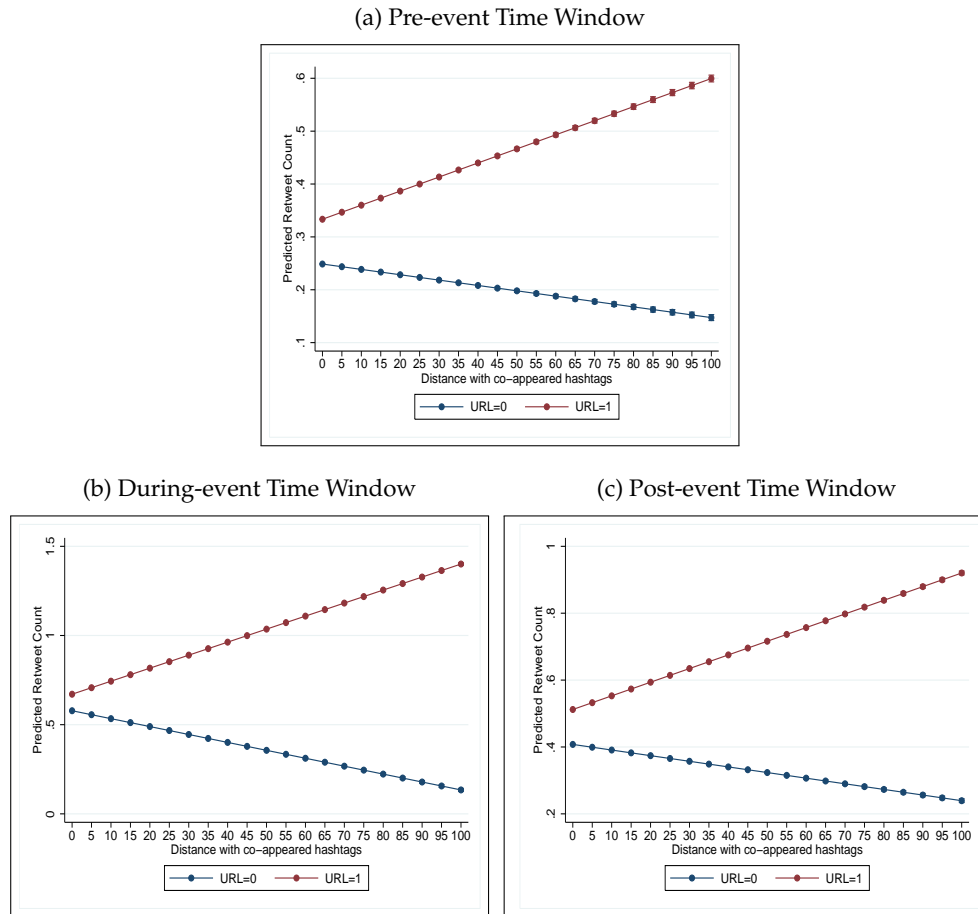 (a) Pre-event Time Window
Predicted Retweet Count
.6
.5
.4
.3
.2
.1
0 5 10 15 20 25 30 35 40 45 50 55 60 65 70 75 80 85 90 95 100
Distance with co-appeared hashtags
URL=0 URL=1
(b) During-event Time Window
Predicted Retweet Count
1.5
1
.5
0
0 5 10 15 20 25 30 35 40 45 50 55 60 65 70 75 80 85 90 95 100
Distance with co-appeared hashtags
URL=0 URL=1
(c) Post-event Time Window
Predicted Retweet Count
1
.8
.6
.4
.2
0 5 10 15 20 25 30 35 40 45 50 55 60 65 70 75 80 85 90 95 100
Distance with co-appeared hashtags
URL=0 URL=1